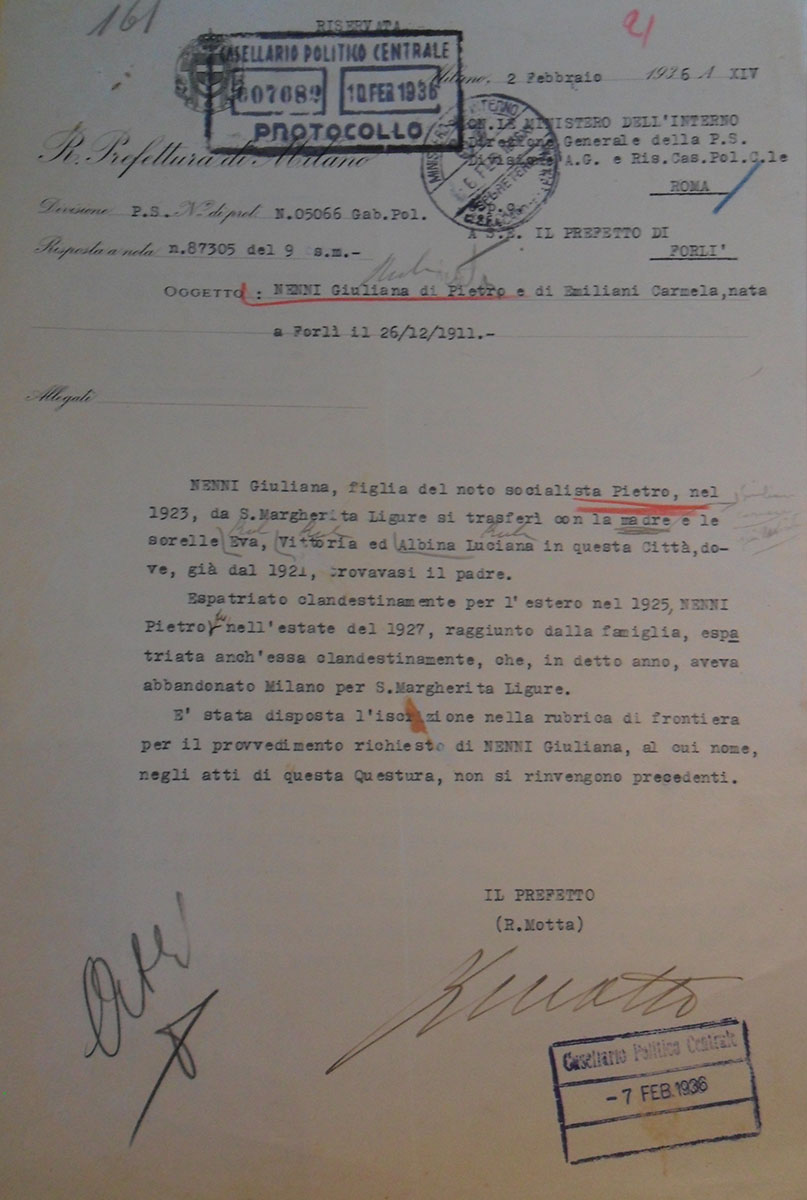 161
RISERVATA
21
CASELLARIO POLITICO CENTRALE
007089 10 FEB 1936
PROTOCOLLO
Milano, 2 Febbraio 1936 A XIV
R. Prefettura di Milano
ON.LE MINISTERO DELL'INTERNO
Direzione Generale della P.S.
Divisione A.G. e Ris.Cas.Pol.C.le
ROMA
Divisione P.S. N.° di prot. N.05066 Gab.Pol.
A S.E. IL PREFETTO DI
Risposta a nota n.87305 del 9 s.m.-
FORLI'
OGGETTO: NENNI Giuliana di Pietro e di Emiliani Carmela,nata
a Forlì il 26/12/1911.-
Allegati
NENNI Giuliana, figlia del noto socialista Pietro, nel
1923, da S.Margherita Ligure si trasferì con la madre e le
sorelle Eva, Vittoria ed Albina Luciana in questa Città,do-
ve, già dal 1921, trovavasi il padre.
Espatriato clandestinamente per l'estero nel 1925, NENNI
Pietro fu nell'estate del 1927, raggiunto dalla famiglia, espa
triata anch'essa clandestinamente, che, in detto anno, aveva
abbandonato Milano per S.Margherita Ligure.
E' stata disposta l'iscrizione nella rubrica di frontiera
per il provvedimento richiesto di NENNI Giuliana, al cui nome,
negli atti di questa Questura, non si rinvengono precedenti.
IL PREFETTO
(R.Motta)
Atti
RMotta
Casellario Politico Centrale
- 7 FEB.1936